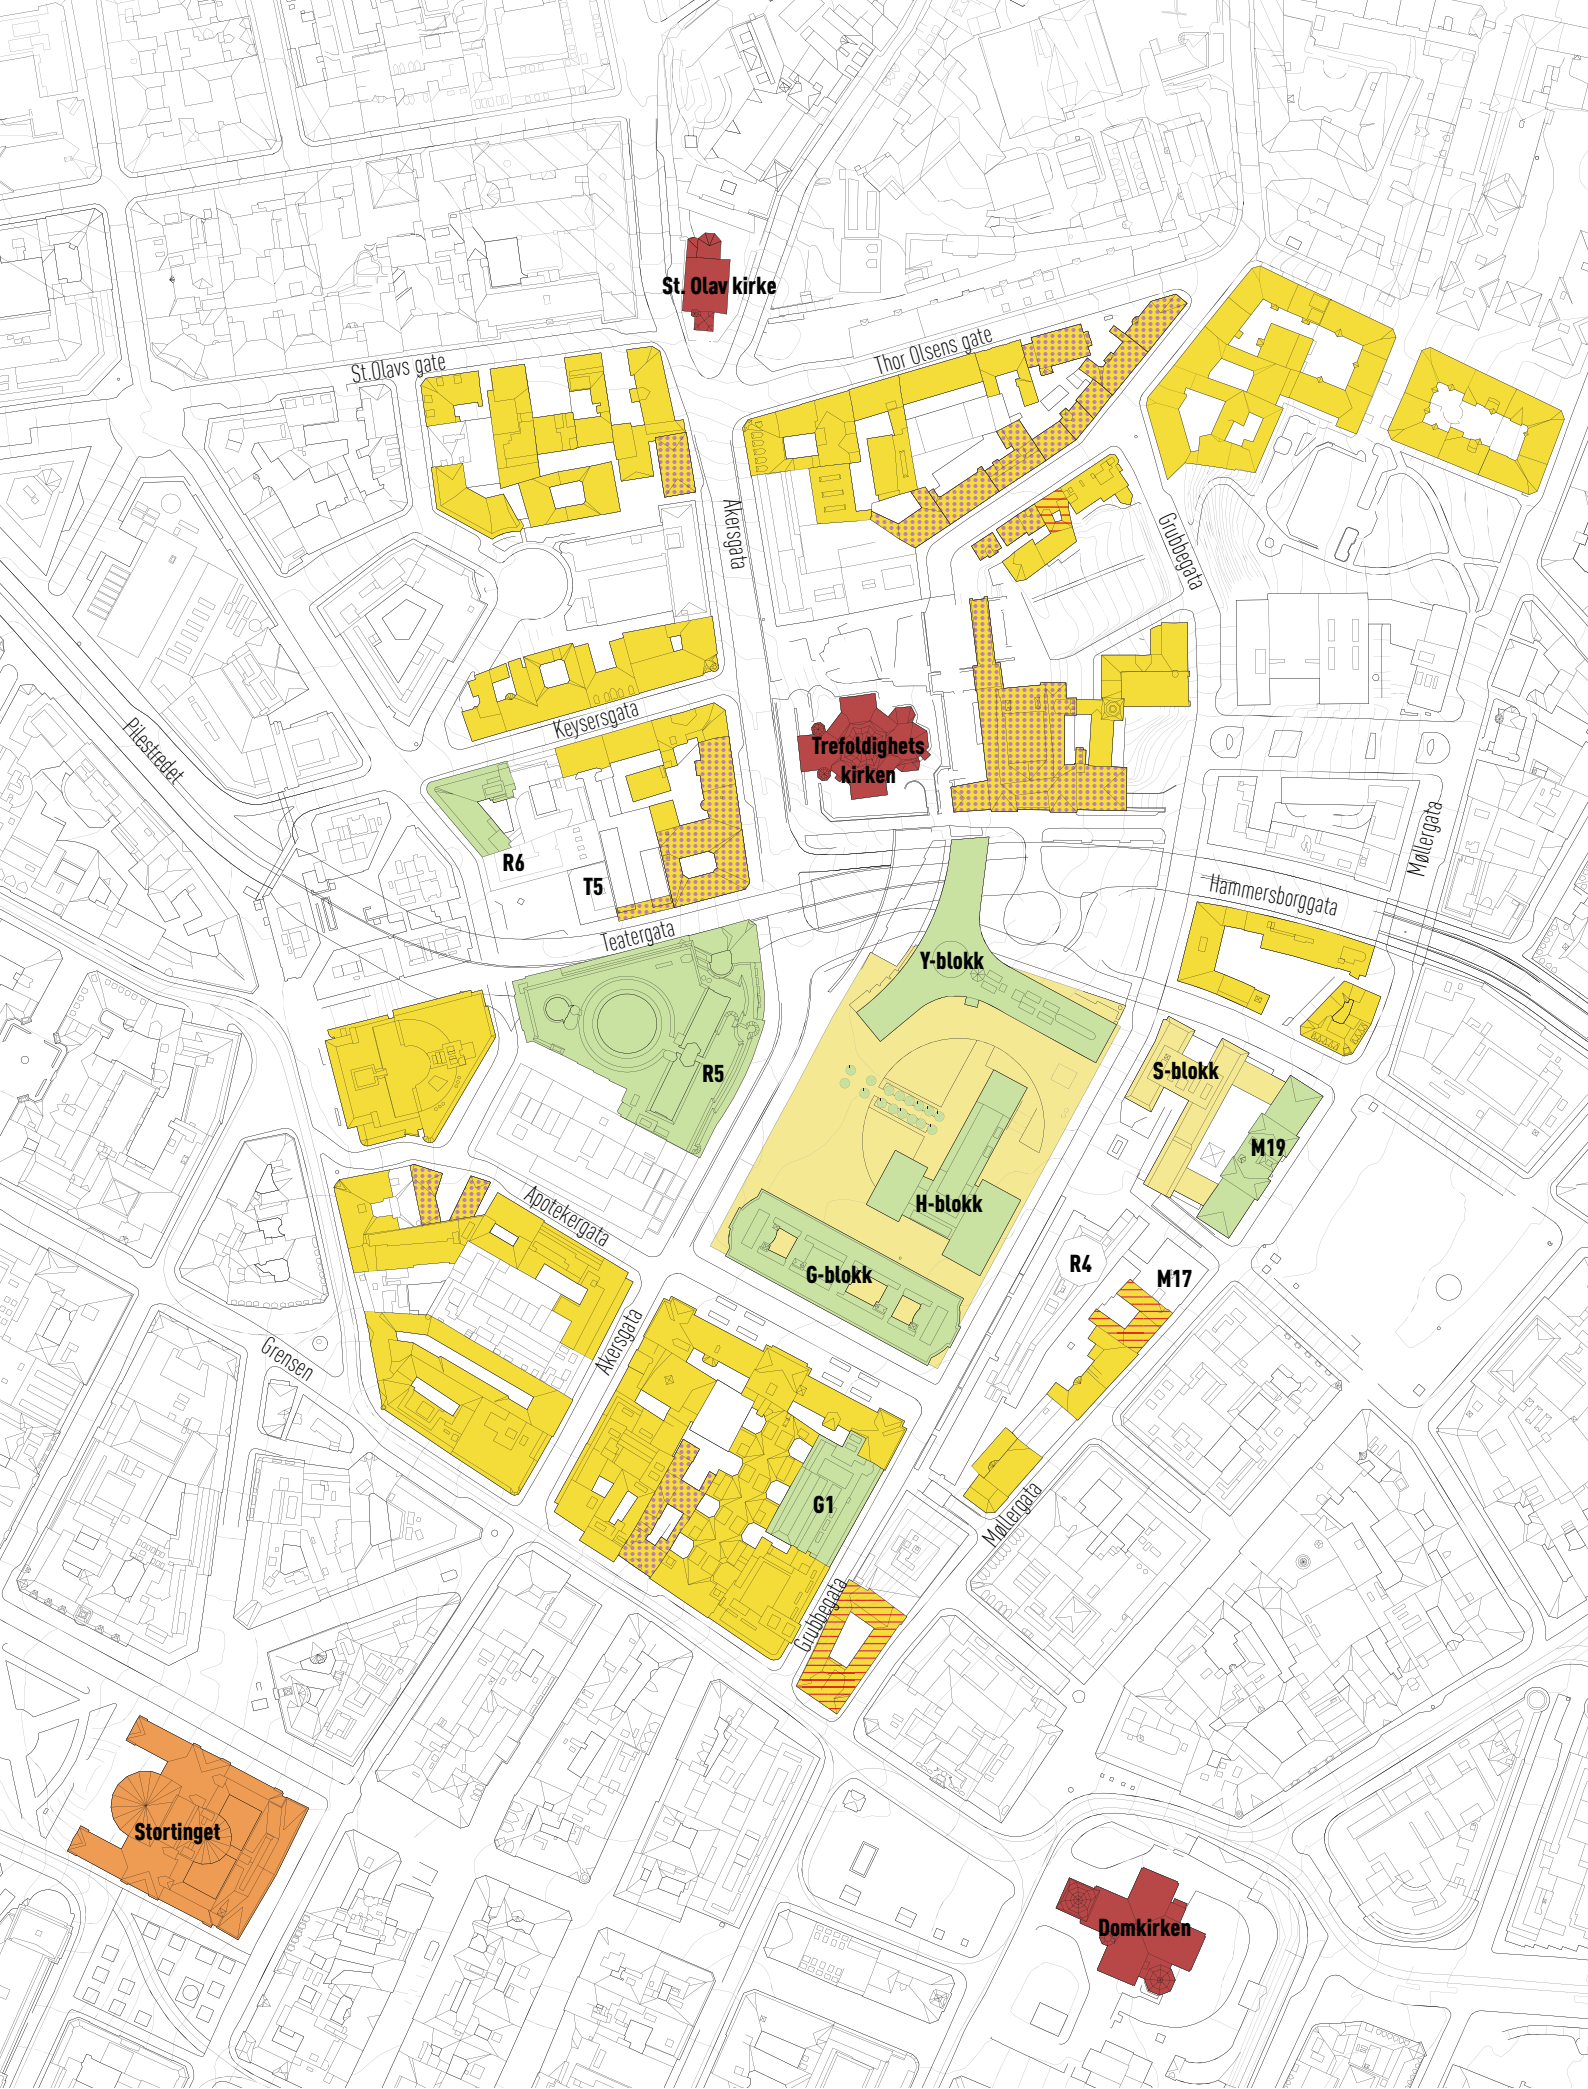 St. Olav kirke
Thor Olsens gate
St.Olavs gate
Akersgata
Grubbegata
Keysersgata
Pilestredet
Trefoldighets
kirken
Møllergata
R6
T5
Hammersborggata
Teatergata
Y-blokk
R5
S-blokk
M19
Apotekergata
H-blokk
R4
M17
G-blokk
Akersgata
Grensen
G1
Møllergata
Grubbegata
Stortinget
Domkirken